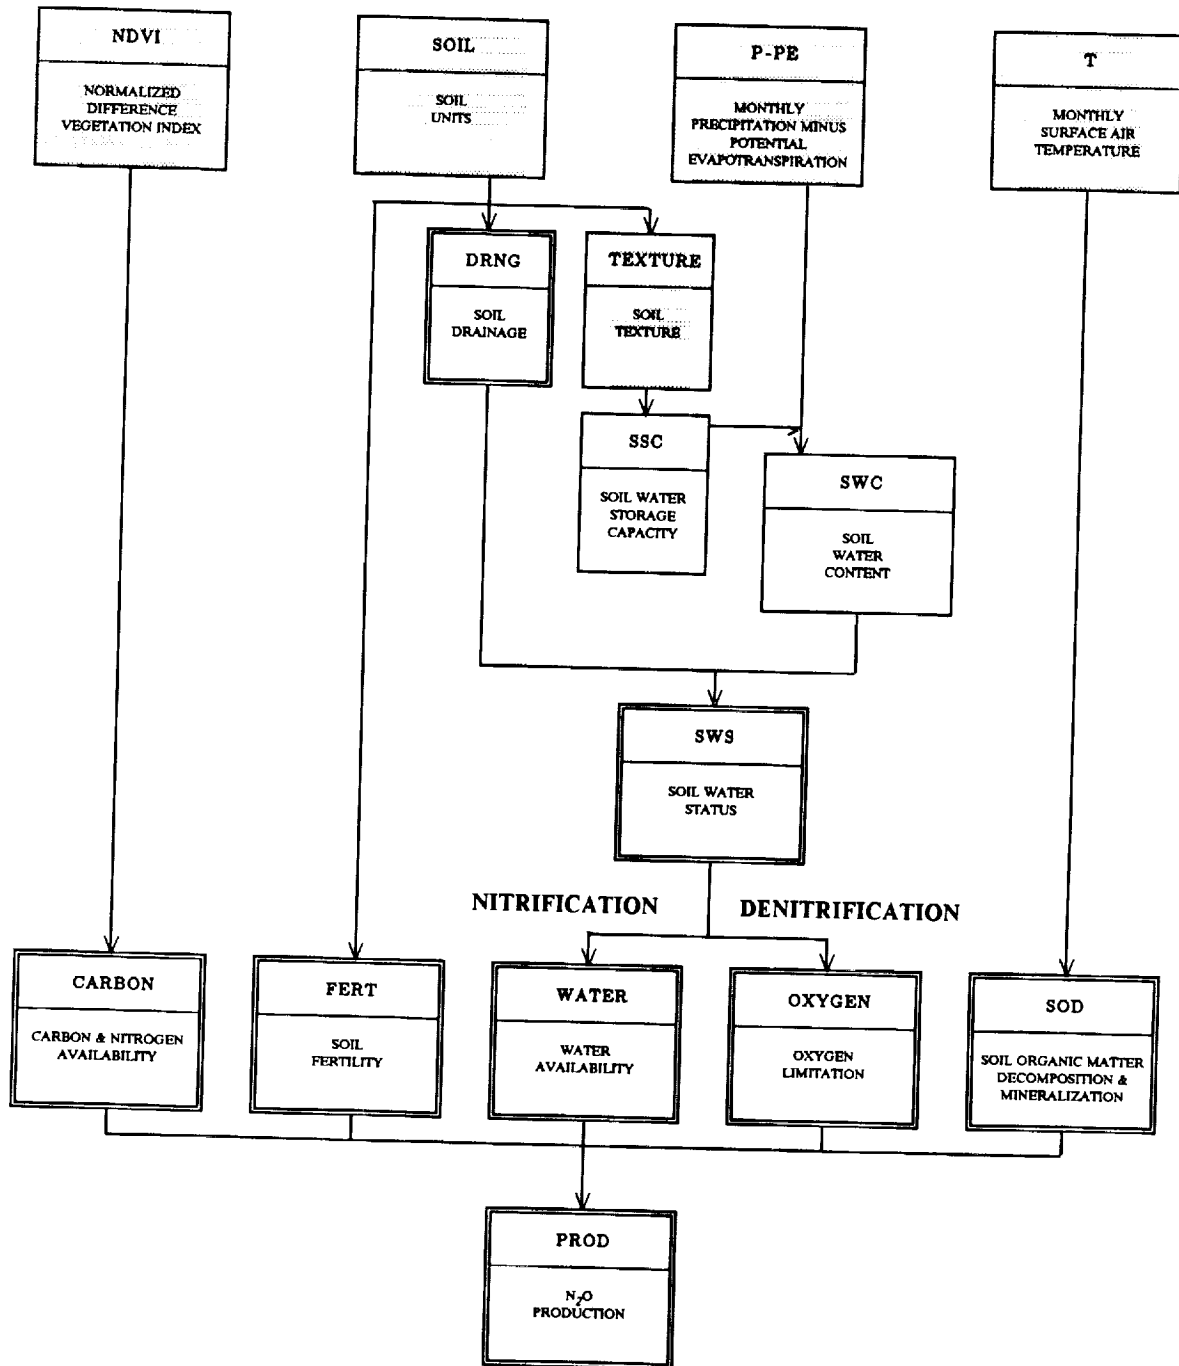 NDVI
NORMALIZED
DIFFERENCE
VEGETATION INDEX
SOIL
SOIL
UNITS
P-PE
MONTHLY
PRECIPITATION MINUS
POTENTIAL
EVAPOTRANSPIRATION
T
MONTHLY
SURFACE AIR
TEMPERATURE
DRNG
SOIL
DRAINAGE
TEXTURE
SOIL
TEXTURE
SSC
SOIL WATER
STORAGE
CAPACITY
SWC
SOIL
WATER
CONTENT
SWS
SOIL WATER
STATUS
NITRIFICATION
DENITRIFICATION
CARBON
CARBON & NITROGEN
AVAILABILITY
FERT
SOIL
FERTILITY
WATER
WATER
AVAILABILITY
OXYGEN
OXYGEN
LIMITATION
SOD
SOIL ORGANIC MATTER
DECOMPOSITION &
MINERALIZATION
PROD
N₂O
PRODUCTION